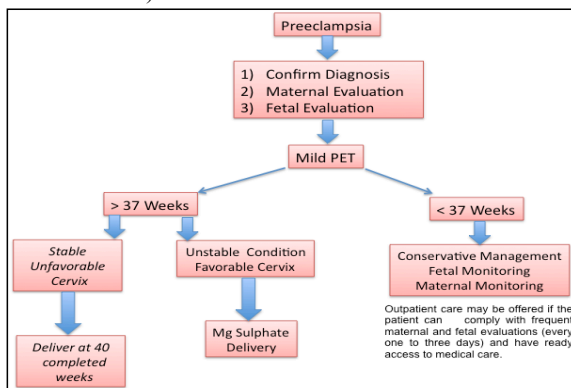 Preeclampsia
1) Confirm Diagnosis
2) Maternal Evaluation
3) Fetal Evaluation
Mild PET
> 37 Weeks
< 37 Weeks
Stable
Unfavorable
Cervix
Unstable Condition
Favorable Cervix
Conservative Management
Fetal Monitoring
Maternal Monitoring
Deliver at 40
completed
weeks
Mg Sulphate
Delivery
Outpatient care may be offered if the
patient can comply with frequent
maternal and fetal evaluations (every
one to three days) and have ready
access to medical care.